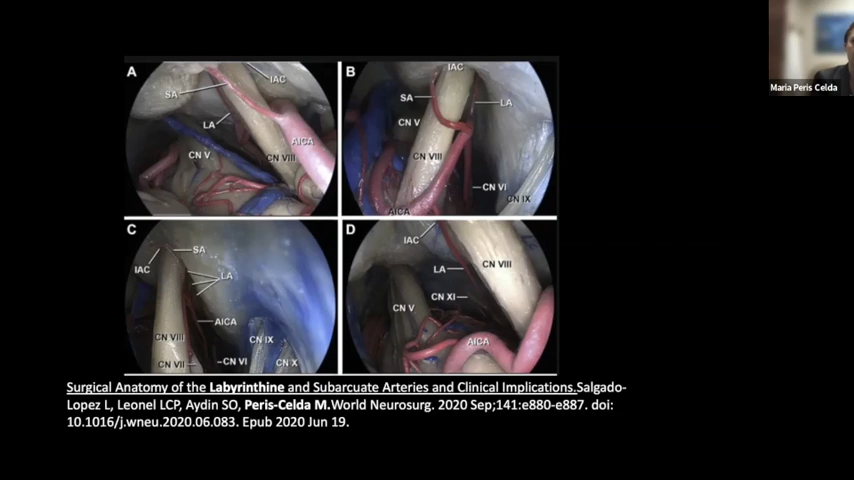 Maria Peris Celda
A
IAC
SA
LA
AICA
CN V
CN VIII
B
IAC
SA
LA
CN V
CN VIII
CN VI
CN IX
AICA
C
SA
IAC
LA
AICA
CN VIII
CN IX
CN VII
CN VI
CN X
D
IAC
CN VIII
LA
CN XI
CN V
AICA
Surgical Anatomy of the Labyrinthine and Subarcuate Arteries and Clinical Implications.Salgado-
Lopez L, Leonel LCP, Aydin SO, Peris-Celda M.World Neurosurg. 2020 Sep;141:e880-e887. doi:
10.1016/j.wneu.2020.06.083. Epub 2020 Jun 19.